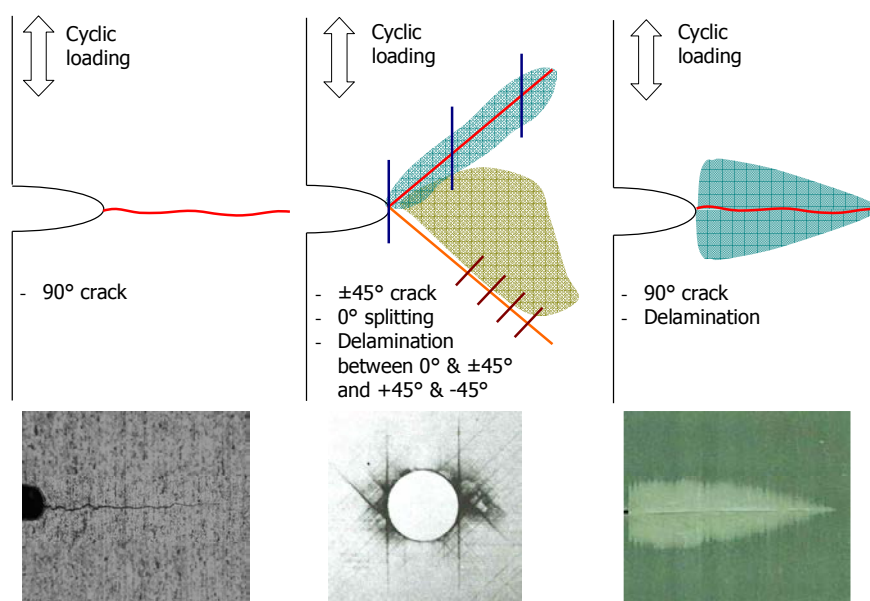 Cyclic
loading
- 90° crack
Cyclic
loading
- ±45° crack
- 0° splitting
- Delamination
between 0° & ±45°
and +45° & -45°
Cyclic
loading
- 90° crack
- Delamination